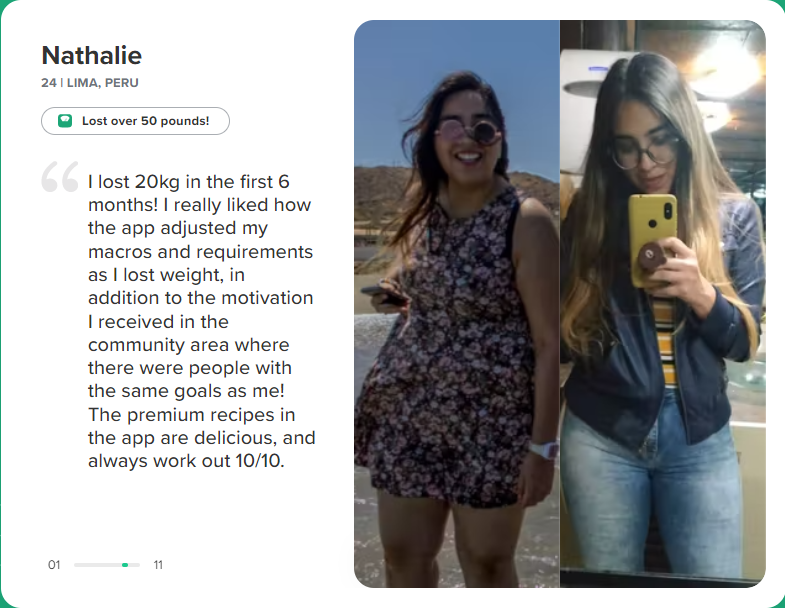 Nathalie
24 | LIMA, PERU
Lost over 50 pounds!
“
I lost 20kg in the first 6
months! I really liked how
the app adjusted my
macros and requirements
as I lost weight, in
addition to the motivation
I received in the
community area where
there were people with
the same goals as me!
The premium recipes in
the app are delicious, and
always work out 10/10.
01 11